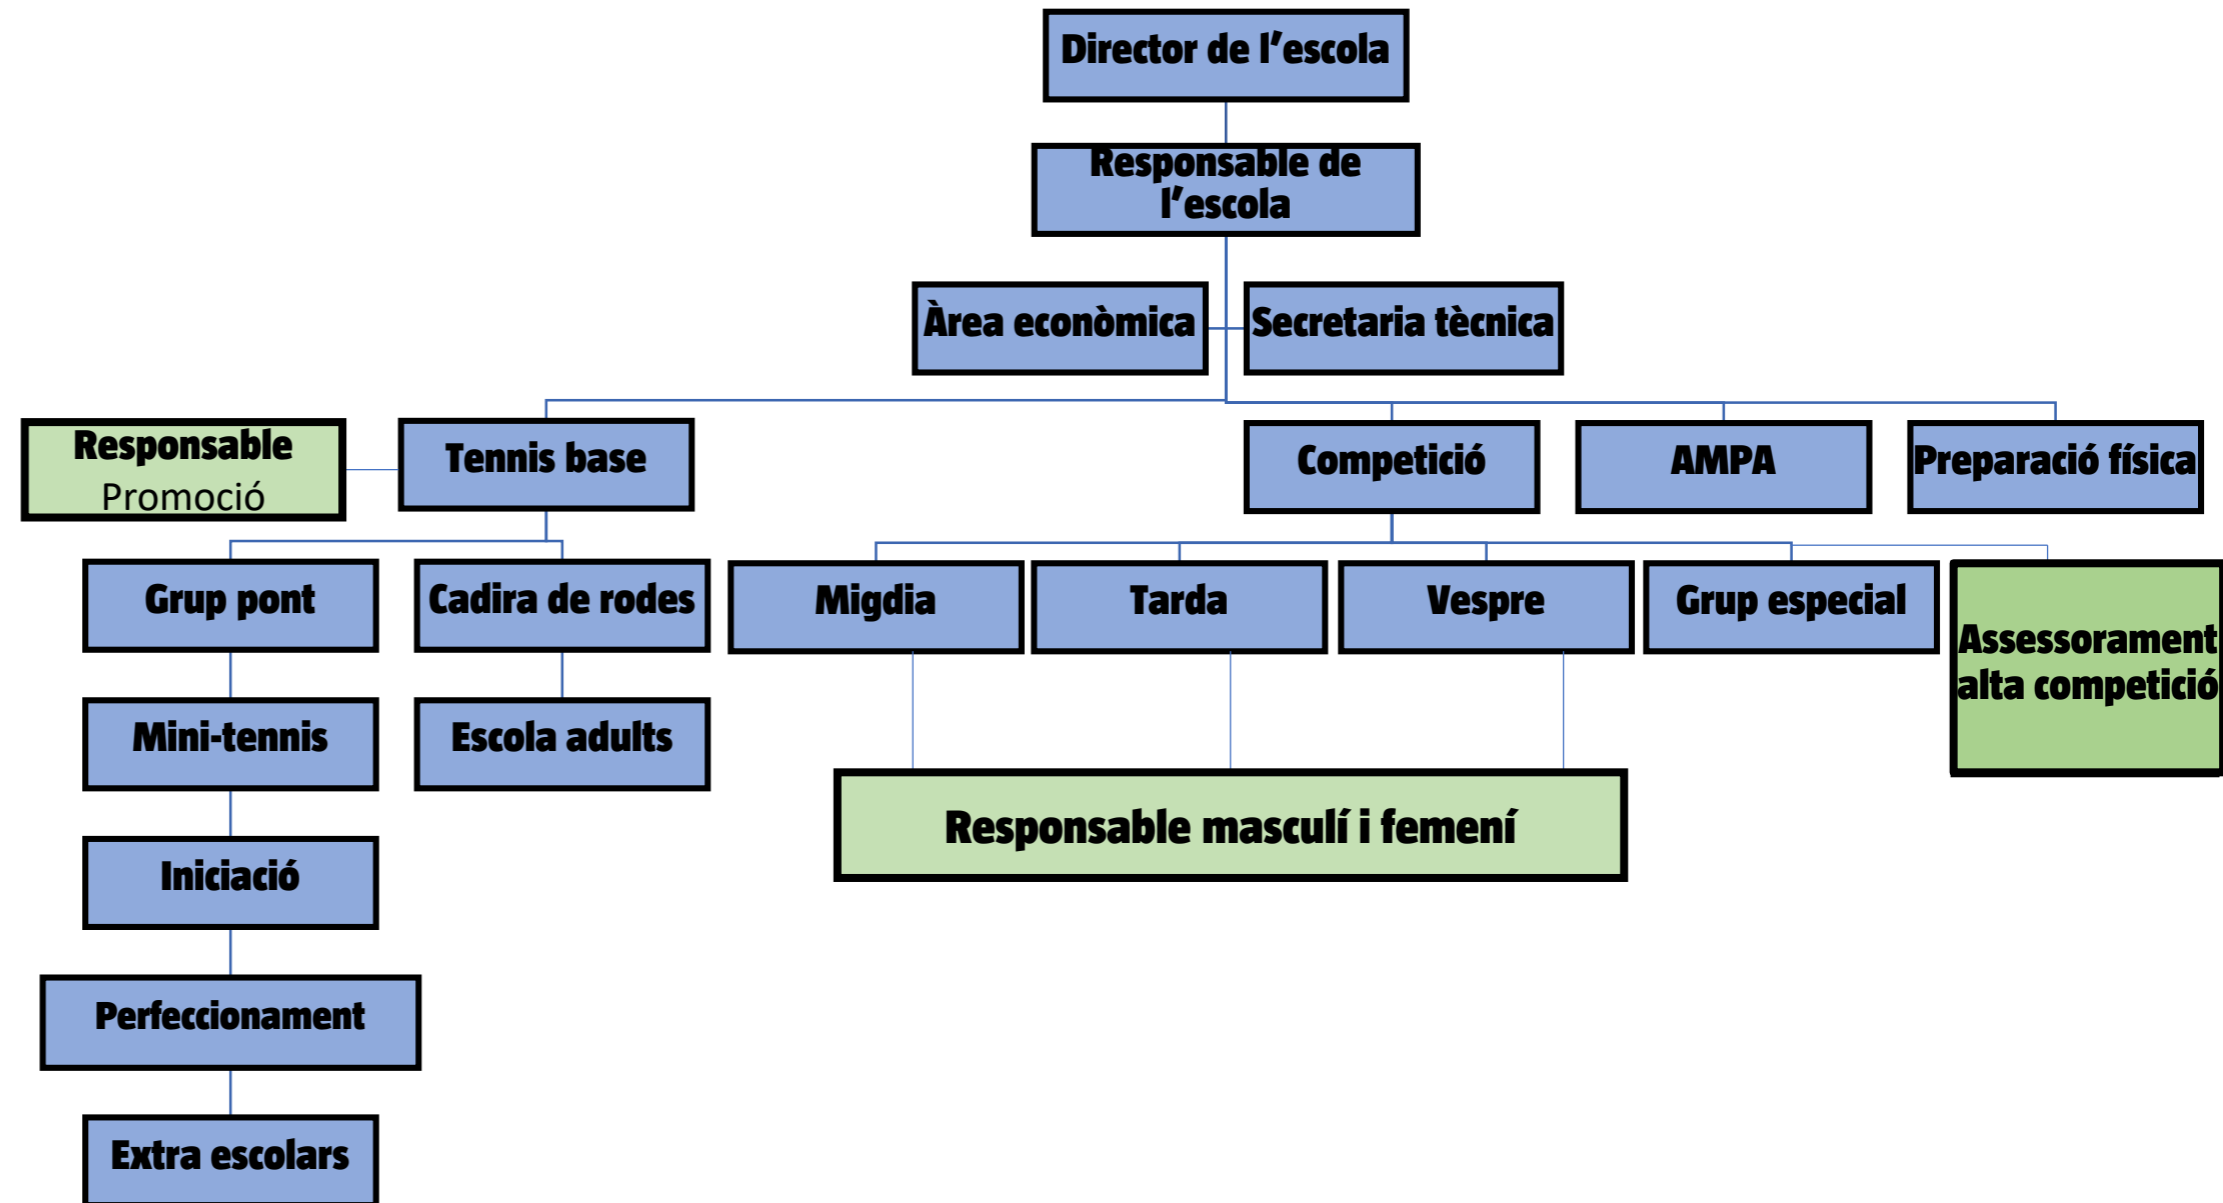 Director de l'escola
Responsable de
l'escola
Àrea econòmica
Secretaria tècnica
Responsable
Promoció
Tennis base
Competició
AMPA
Preparació física
Grup pont
Cadira de rodes
Migdia
Tarda
Vespre
Grup especial
Assessorament
alta competició
Mini-tennis
Escola adults
Responsable masculí i femení
Iniciació
Perfeccionament
Extra escolars